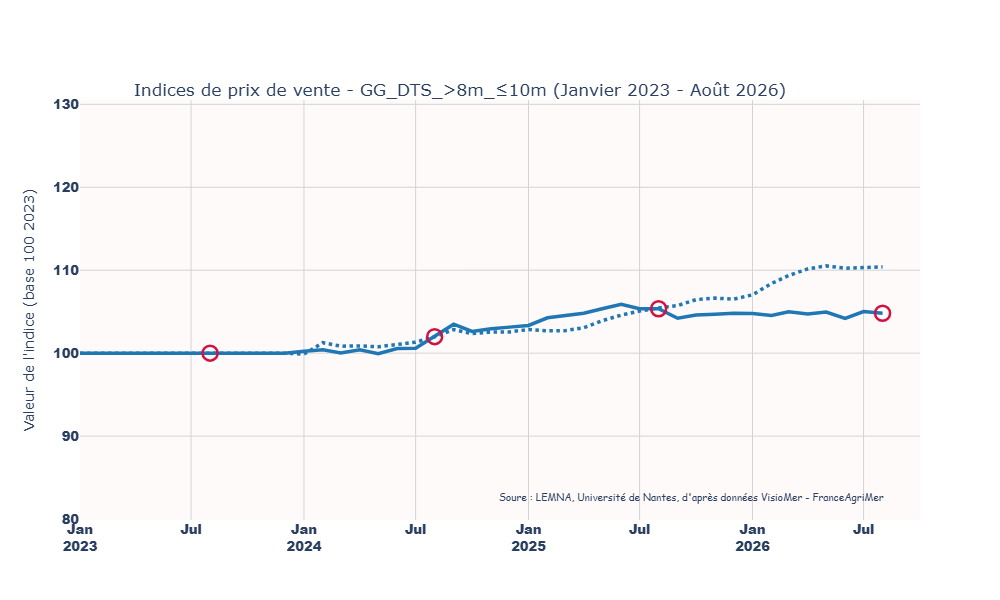 Indices de prix de vente - GG_DTS_>8m_≤10m (Janvier 2023 - Août 2026)
Valeur de l'indice (base 100 2023)
130
120
110
100
90
80
Soure : LEMNA, Université de Nantes, d'après données VisioMer - FranceAgriMer
Jan Jul Jan Jul Jan Jul Jan Jul
2023 2024 2025 2026